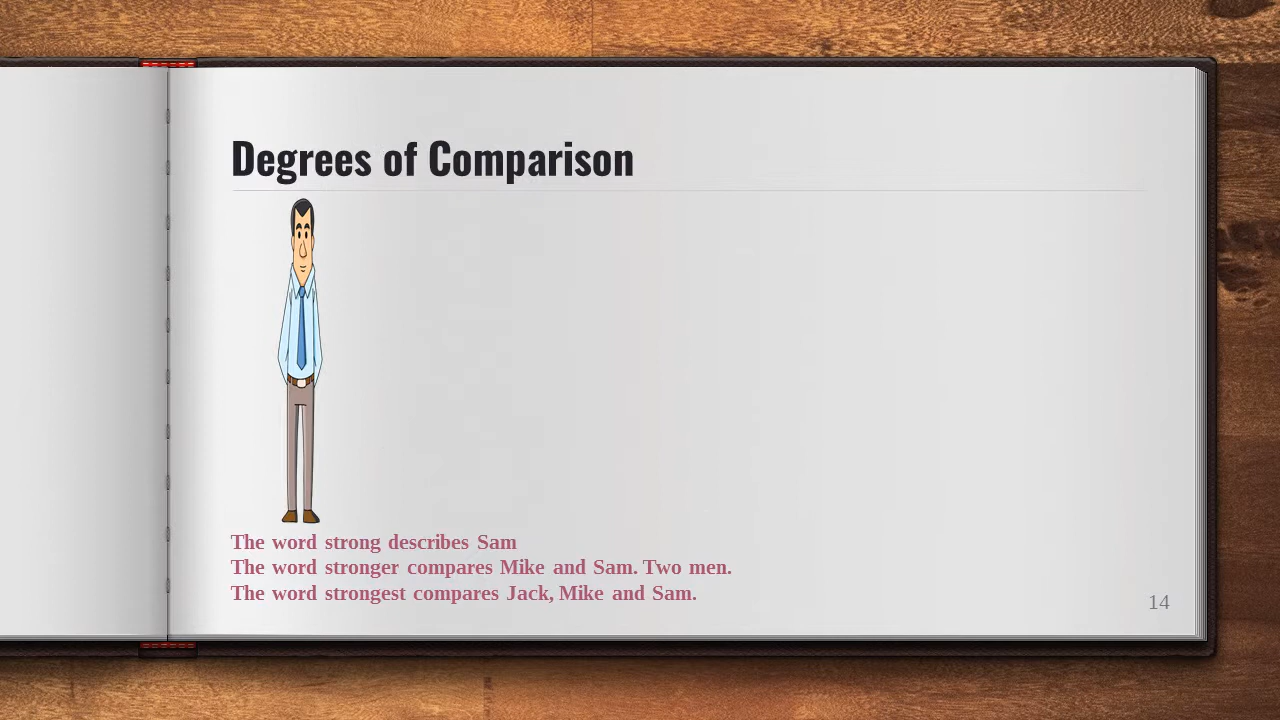 Degrees of Comparison
The word strong describes Sam
The word stronger compares Mike and Sam. Two men.
The word strongest compares Jack, Mike and Sam.
14